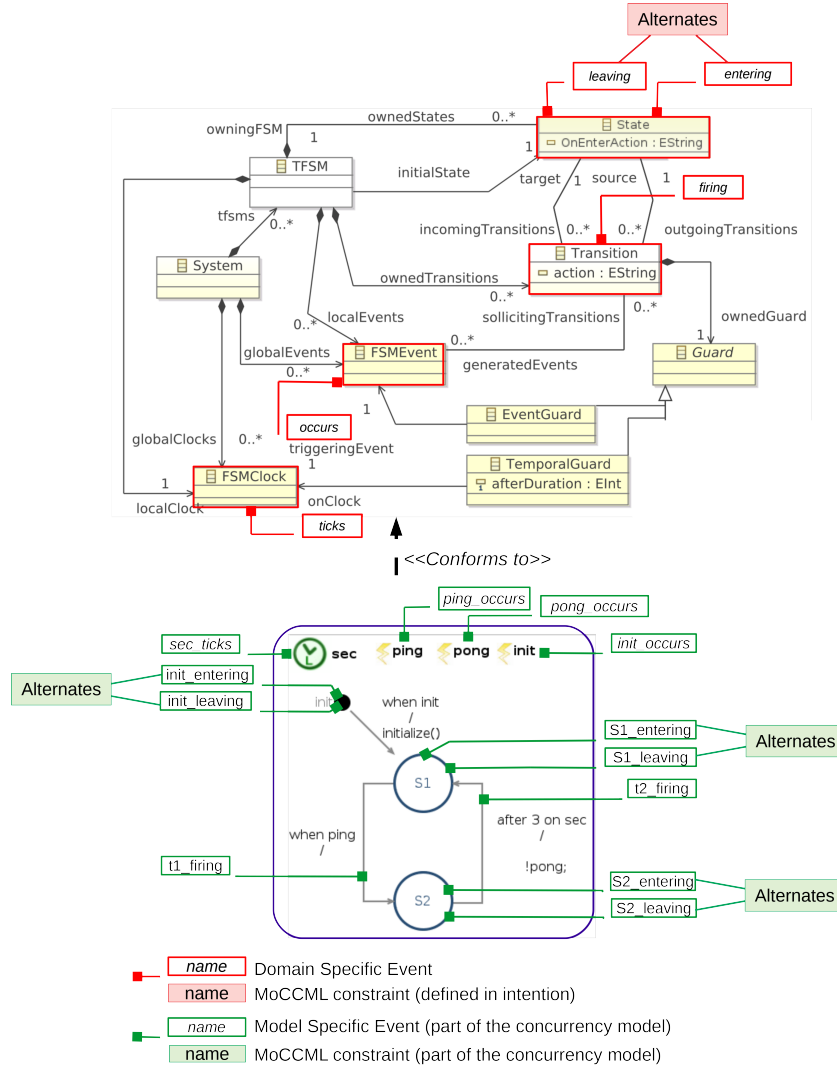 Alternates
leaving
entering
ownedStates
0..*
owningFSM
1
State
OnEnterAction : EString
TFSM
initialState
1
target
1
source
1
firing
tfsms
0..*
incomingTransitions
0..*
0..*
outgoingTransitions
System
Transition
action : EString
ownedTransitions
0..*
0..*
localEvents
0..*
sollicitingTransitions
ownedGuard
1
globalEvents
0..*
FSMEvent
0..*
generatedEvents
Guard
1
EventGuard
occurs
globalClocks
0..*
triggeringEvent
1
TemporalGuard
afterDuration : EInt
FSMClock
1
localClock
onClock
ticks
<<Conforms to>>
ping_occurs
pong_occurs
sec_ticks
sec
ping
pong
init
init_occurs
init_entering
Alternates
init_leaving
init
when init
/
initialize()
S1_entering
Alternates
S1_leaving
S1
t2_firing
when ping
/
after 3 on sec
/
!pong;
t1_firing
S2
S2_entering
Alternates
S2_leaving
name Domain Specific Event
name MoCCML constraint (defined in intention)
name Model Specific Event (part of the concurrency model)
name MoCCML constraint (part of the concurrency model)